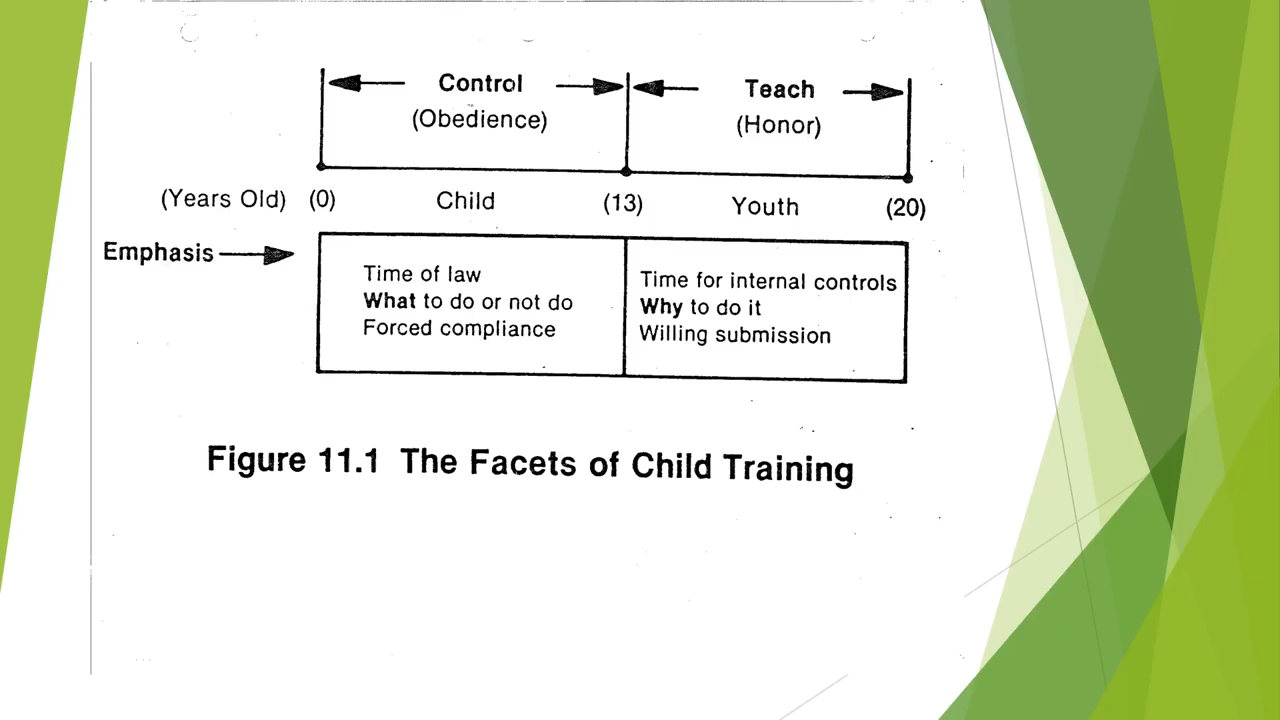 Control Teach
(Obedience) (Honor)
(Years Old) (0) Child (13) Youth (20)
Emphasis
Time of law
What to do or not do
Forced compliance
Time for internal controls
Why to do it
Willing submission
Figure 11.1 The Facets of Child Training